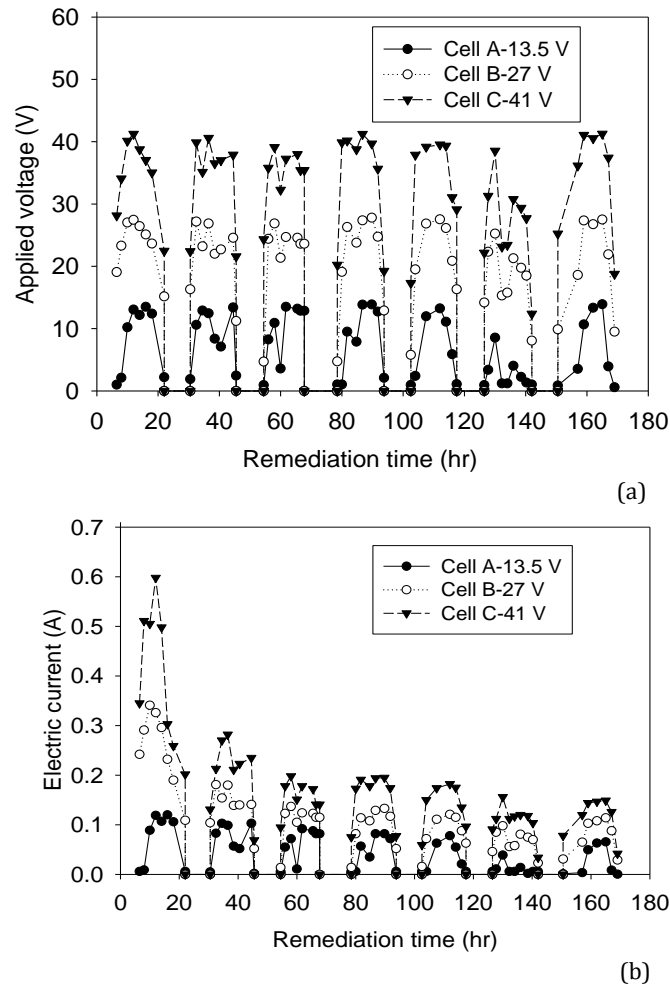 60
50
40
30
20
10
0
Applied voltage (V)
Cell A-13.5 V
Cell B-27 V
Cell C-41 V
0 20 40 60 80 100 120 140 160 180
Remediation time (hr)
(a)
0.7
0.6
0.5
0.4
0.3
0.2
0.1
0.0
Electric current (A)
Cell A-13.5 V
Cell B-27 V
Cell C-41 V
0 20 40 60 80 100 120 140 160 180
Remediation time (hr)
(b)